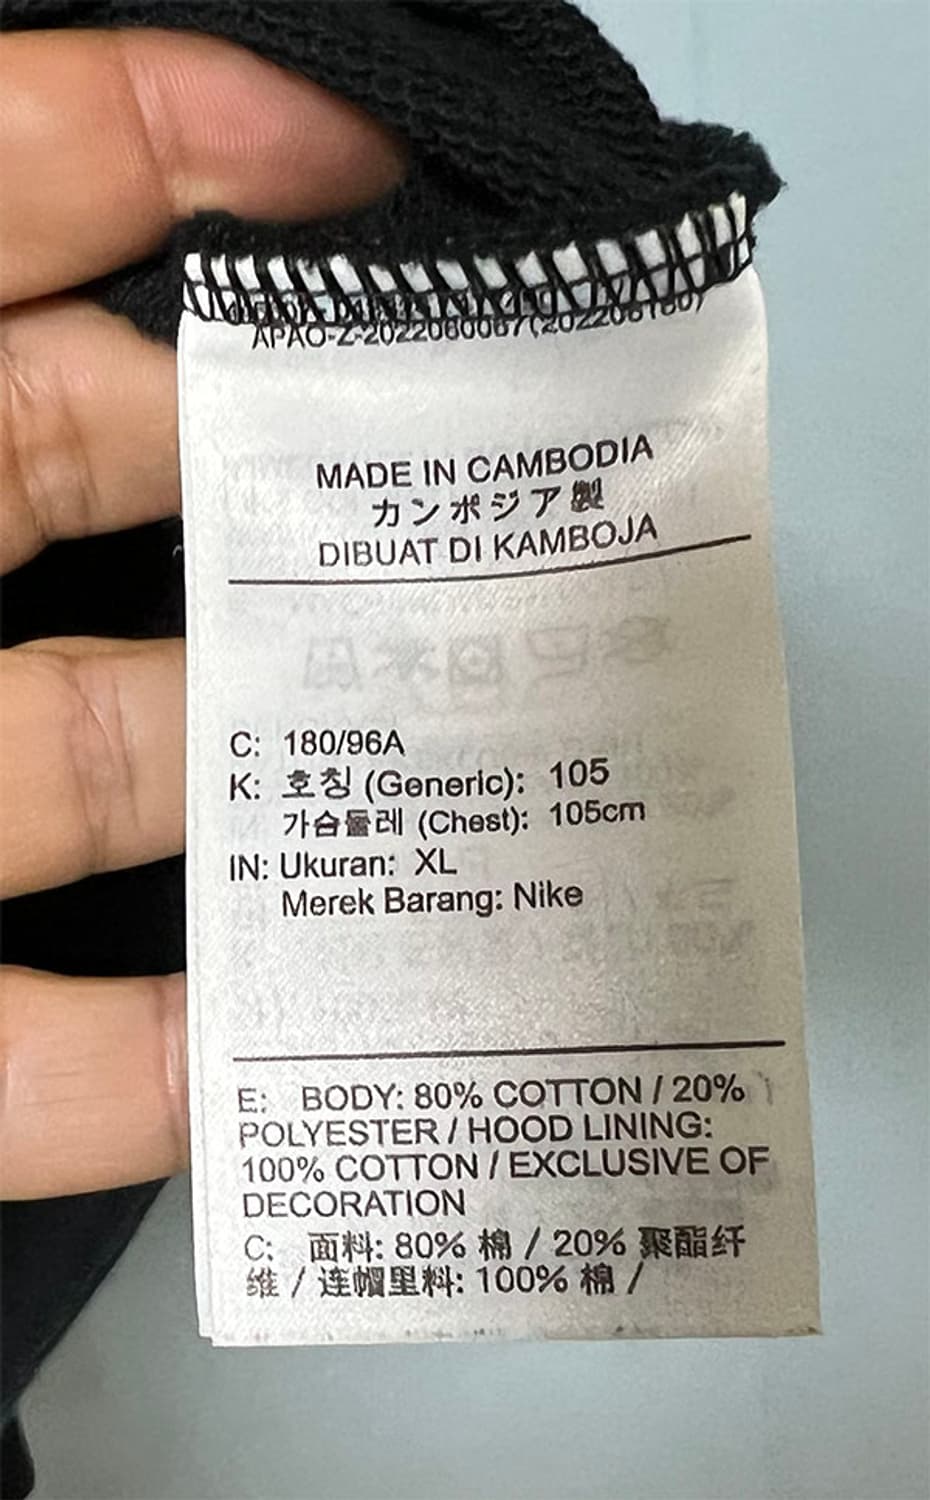 APAO-Z-2022060067(202206180)
MADE IN CAMBODIA
カンボジア製
DIBUAT DI KAMBOJA
C: 180/96A
K: 호칭 (Generic): 105
가슴둘레 (Chest): 105cm
IN: Ukuran: XL
Merek Barang: Nike
E: BODY: 80% COTTON / 20%
POLYESTER / HOOD LINING:
100% COTTON / EXCLUSIVE OF
DECORATION
C: 面料: 80% 棉 / 20% 聚酯纤
维 / 连帽里料: 100% 棉 /